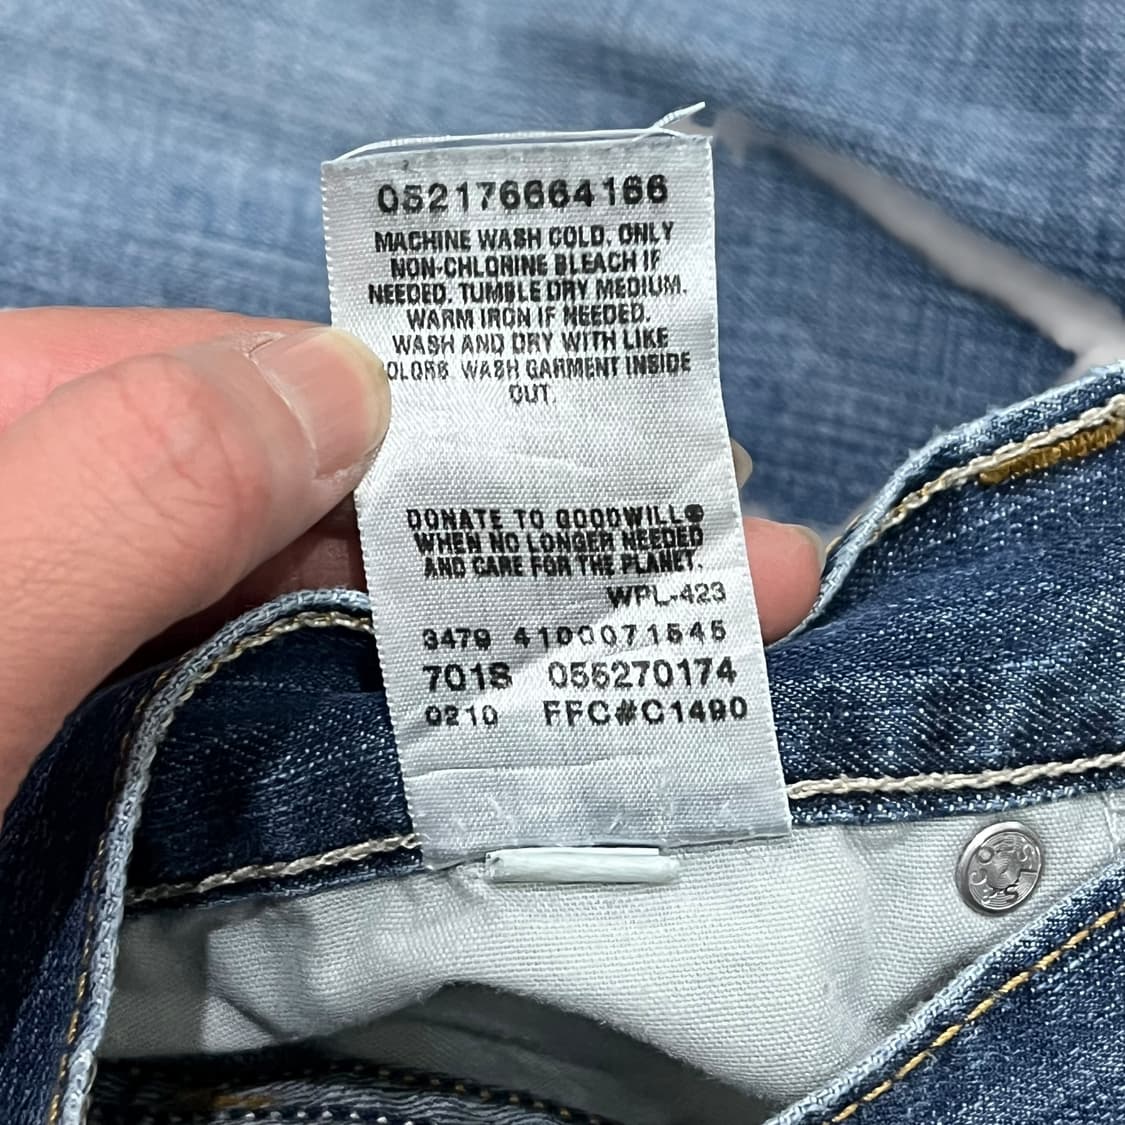 052176664166
MACHINE WASH COLD. ONLY
NON-CHLORINE BLEACH IF
NEEDED. TUMBLE DRY MEDIUM.
WARM IRON IF NEEDED.
WASH AND DRY WITH LIKE
OLORS WASH GARMENT INSIDE
OUT.
DONATE TO GOODWILL®
WHEN NO LONGER NEEDED
AND CARE FOR THE PLANET.
WPL-423
3479 4100071545
7018 055270174
0210 FFC#C1490